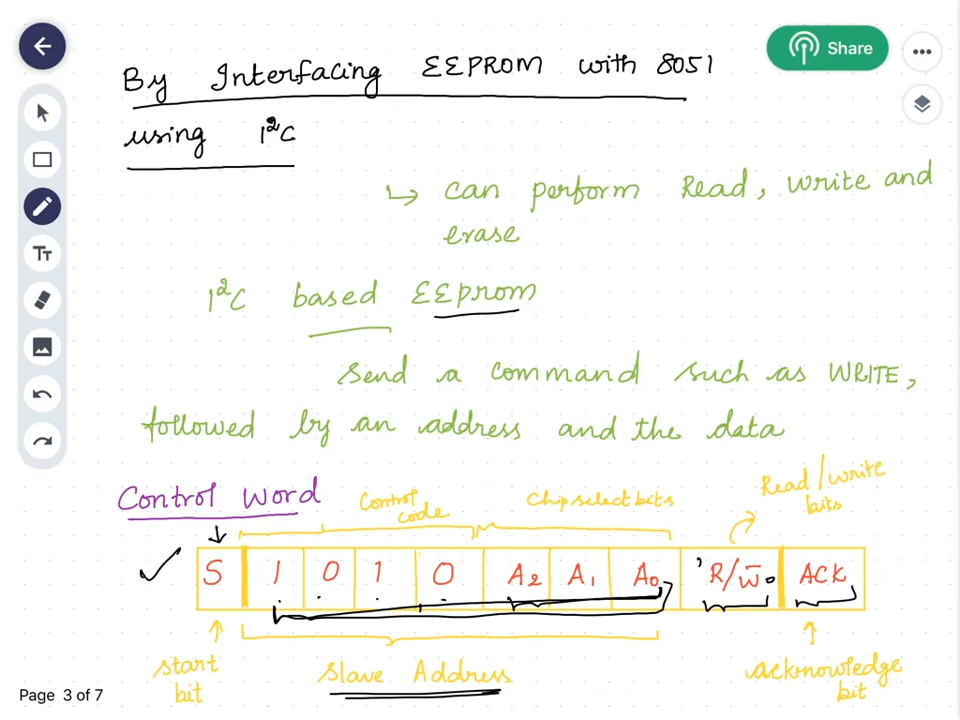 By Interfacing EEPROM with 8051
Share
using I²C
↳ can perform Read, Write and
erase
I²C based EEprom
Send a command such as WRITE,
followed by an address and the data
Control Word
Control
code
Chip select bits
Read/write
bits
S 1 0 1 0 A2 A1 A0 R/W̅ ACK
start
bit
Slave Address
acknowledge
bit
Page 3 of 7
Tт